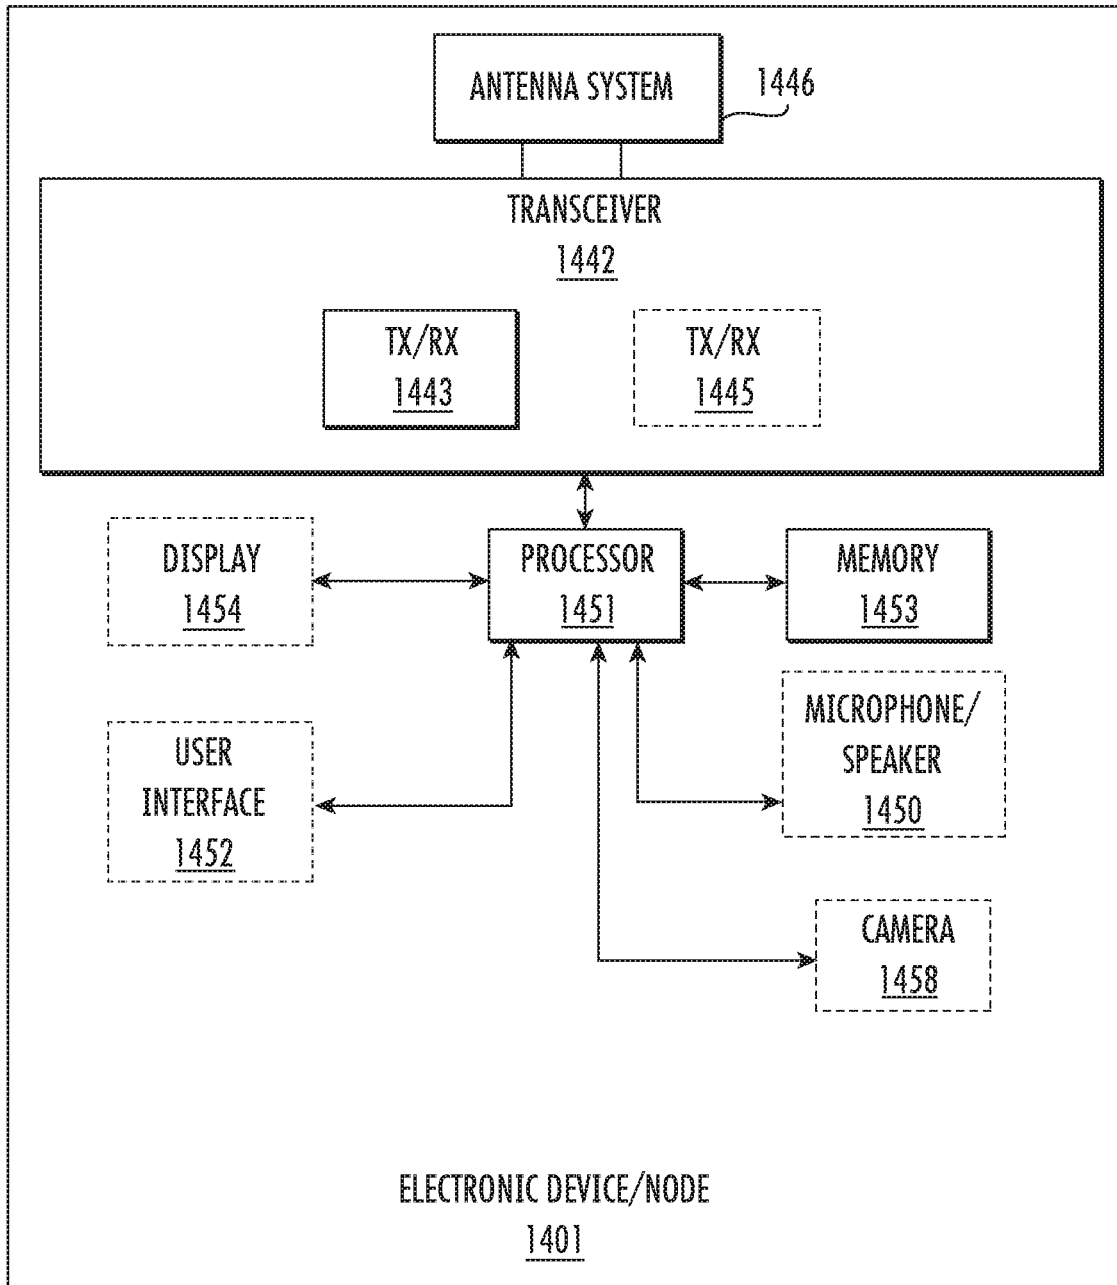 ANTENNA SYSTEM
1446
TRANSCEIVER
1442
TX/RX
1443
TX/RX
1445
DISPLAY
1454
PROCESSOR
1451
MEMORY
1453
USER
INTERFACE
1452
MICROPHONE/
SPEAKER
1450
CAMERA
1458
ELECTRONIC DEVICE/NODE
1401